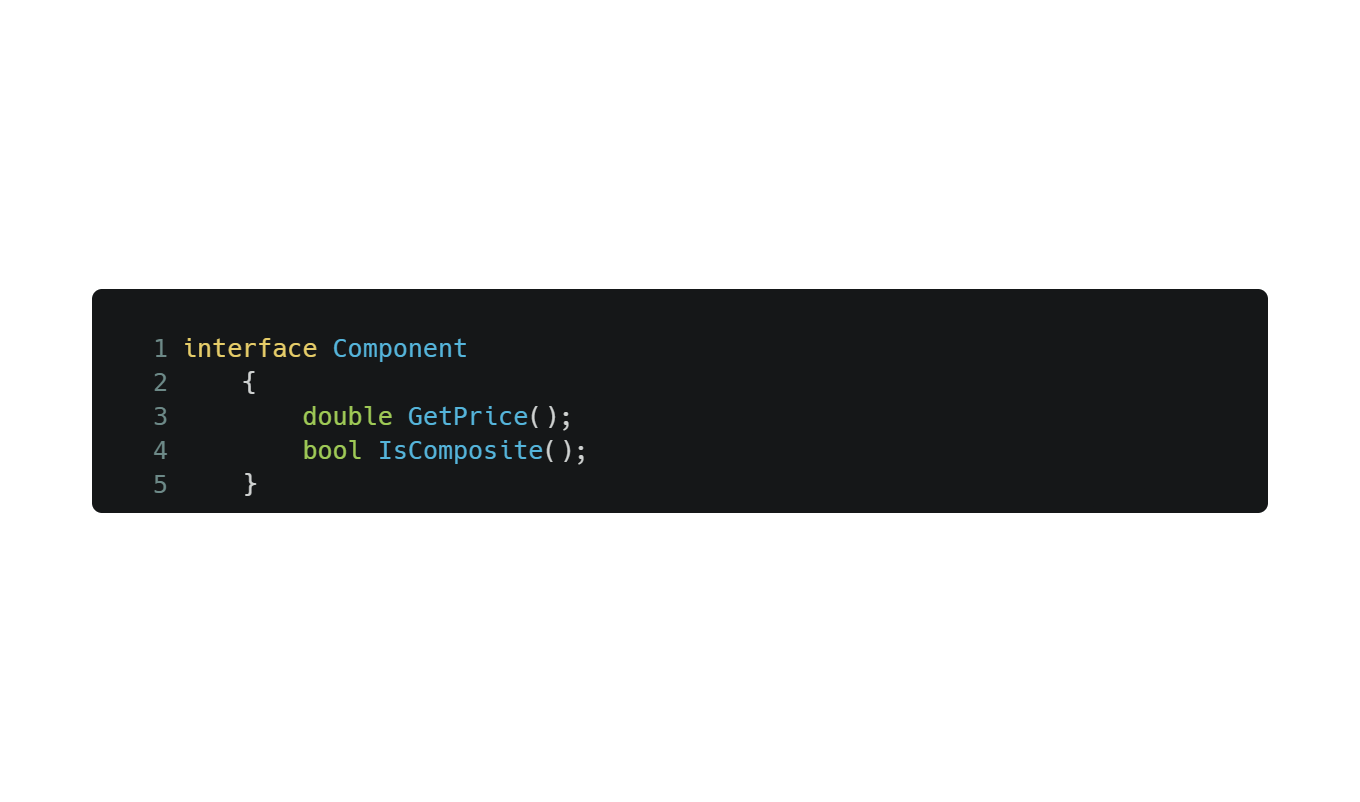 1 interface Component
2     {
3         double GetPrice();
4         bool IsComposite();
5     }